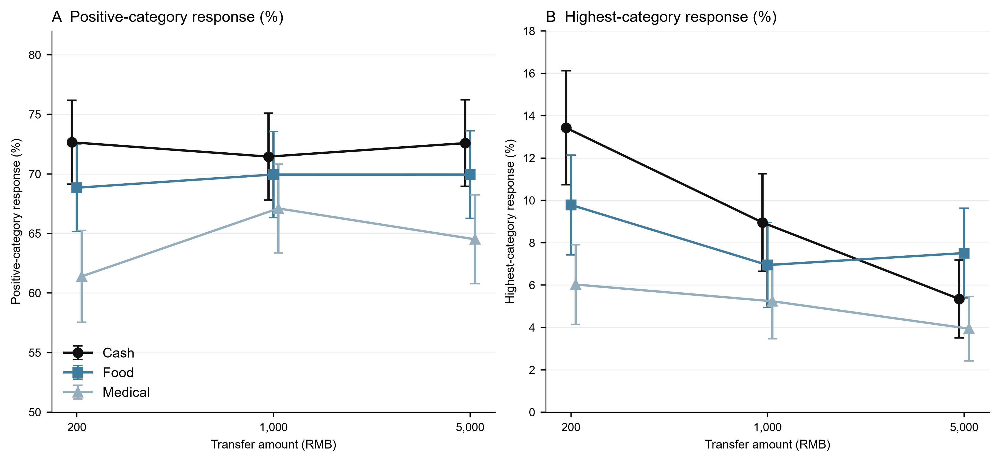 A Positive-category response (%)
Positive-category response (%)
80
75
70
65
60
55
50
Cash
Food
Medical
200 1,000 5,000
Transfer amount (RMB)
B Highest-category response (%)
Highest-category response (%)
18
16
14
12
10
8
6
4
2
0
200 1,000 5,000
Transfer amount (RMB)